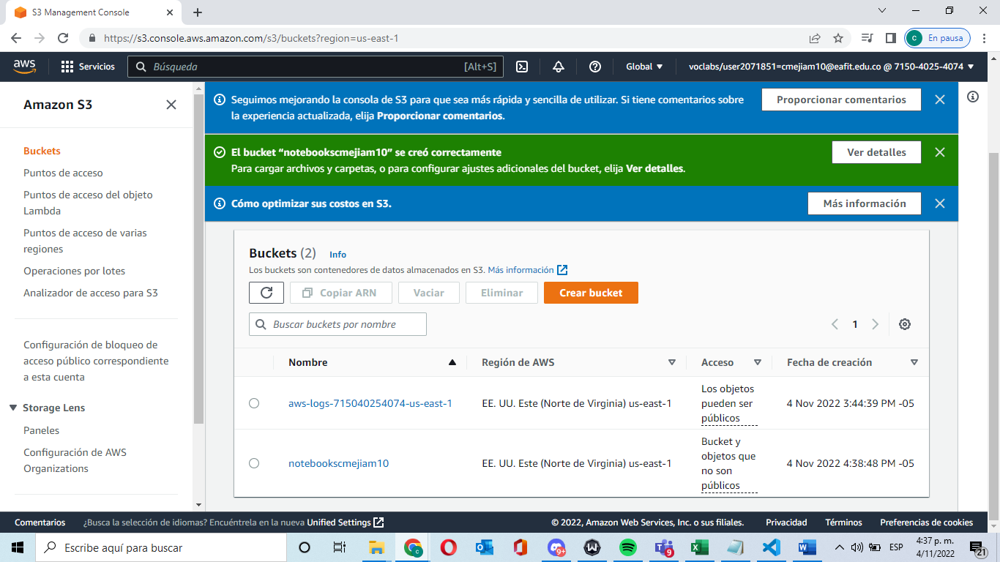 S3 Management Console
https://s3.console.aws.amazon.com/s3/buckets?region=us-east-1
c
En pausa
aws
Servicios
Búsqueda
[Alt+S]
Global
voclabs/user2071851=cmejiam10@eafit.edu.co @ 7150-4025-4074
Amazon S3
Buckets
Puntos de acceso
Puntos de acceso del objeto
Lambda
Puntos de acceso de varias
regiones
Operaciones por lotes
Analizador de acceso para S3
Configuración de bloqueo de
acceso público correspondiente
a esta cuenta
Storage Lens
Paneles
Configuración de AWS
Organizations
Seguimos mejorando la consola de S3 para que sea más rápida y sencilla de utilizar. Si tiene comentarios sobre
la experiencia actualizada, elija Proporcionar comentarios.
Proporcionar comentarios
El bucket “notebookscmejiam10” se creó correctamente
Para cargar archivos y carpetas, o para configurar ajustes adicionales del bucket, elija Ver detalles.
Ver detalles
Cómo optimizar sus costos en S3.
Más información
Buckets (2)
Info
Los buckets son contenedores de datos almacenados en S3. Más información
Copiar ARN
Vaciar
Eliminar
Crear bucket
Buscar buckets por nombre
1
Nombre
Región de AWS
Acceso
Fecha de creación
aws-logs-715040254074-us-east-1
EE. UU. Este (Norte de Virginia) us-east-1
Los objetos
pueden ser
públicos
4 Nov 2022 3:44:39 PM -05
notebookscmejiam10
EE. UU. Este (Norte de Virginia) us-east-1
Bucket y
objetos que
no son
públicos
4 Nov 2022 4:38:48 PM -05
Comentarios
¿Busca la selección de idiomas? Encuéntrela en la nueva Unified Settings
© 2022, Amazon Web Services, Inc. o sus filiales.
Privacidad
Términos
Preferencias de cookies
Escribe aquí para buscar
9+
9
ESP
4:37 p. m.
4/11/2022
21